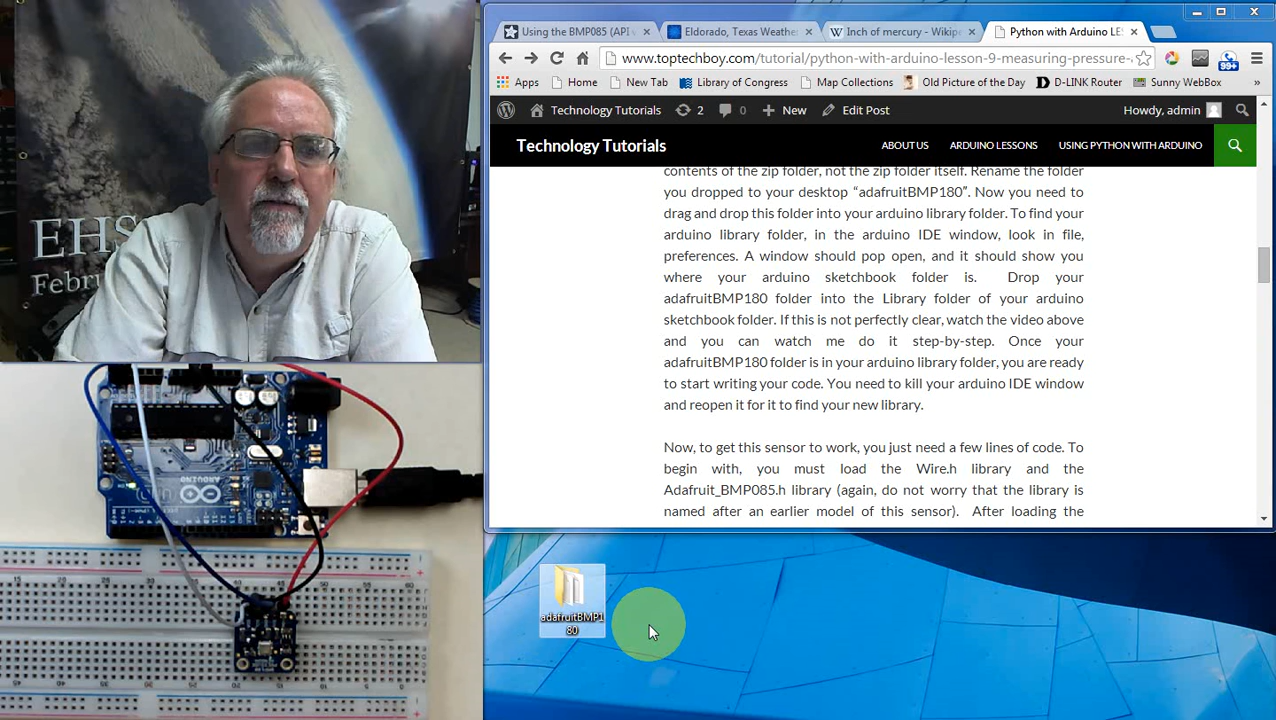 EHS
Febru
ARDUINO
Using the BMP085 (API
Eldorado, Texas Weathe
Inch of mercury - Wikip
Python with Arduino LE
www.toptechboy.com/tutorial/python-with-arduino-lesson-9-measuring-pressure-
99+
Apps
Home
New Tab
Library of Congress
Map Collections
Old Picture of the Day
D-LINK Router
Sunny WebBox
Technology Tutorials
2
0
New
Edit Post
Howdy, admin
Technology Tutorials
ABOUT US
ARDUINO LESSONS
USING PYTHON WITH ARDUINO
contents of the zip folder, not the zip folder itself. Rename the folder
you dropped to your desktop “adafruitBMP180”. Now you need to
drag and drop this folder into your arduino library folder. To find your
arduino library folder, in the arduino IDE window, look in file,
preferences. A window should pop open, and it should show you
where your arduino sketchbook folder is. Drop your
adafruitBMP180 folder into the Library folder of your arduino
sketchbook folder. If this is not perfectly clear, watch the video above
and you can watch me do it step-by-step. Once your
adafruitBMP180 folder is in your arduino library folder, you are ready
to start writing your code. You need to kill your arduino IDE window
and reopen it for it to find your new library.
Now, to get this sensor to work, you just need a few lines of code. To
begin with, you must load the Wire.h library and the
Adafruit_BMP085.h library (again, do not worry that the library is
named after an earlier model of this sensor). After loading the
adafruitBMP1
80